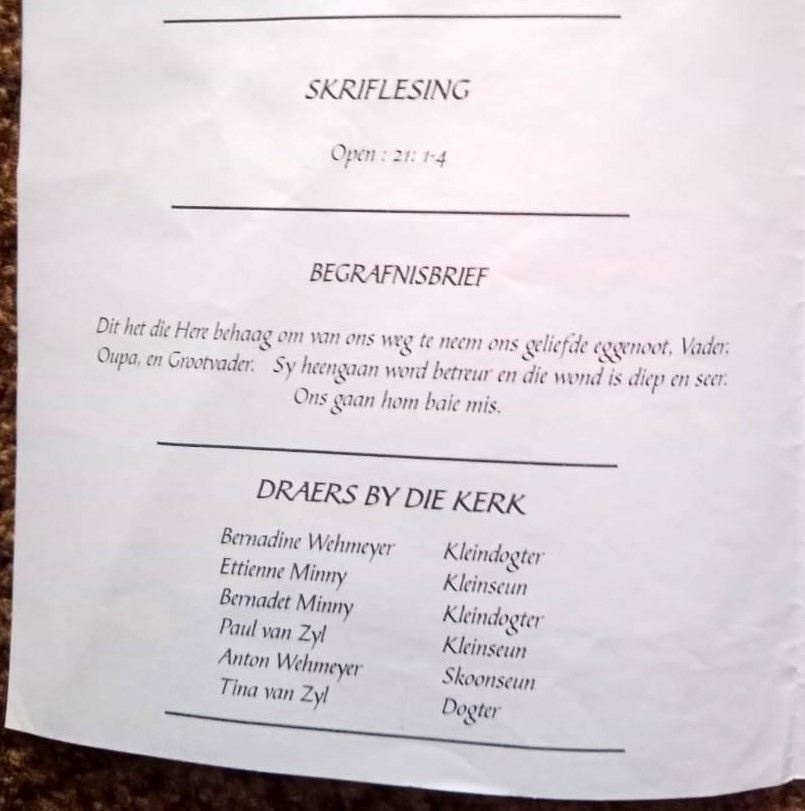 SKRIFLESING
Open : 21: 1-4
BEGRAFNISBRIEF
Dit het die Here behaag om van ons weg te neem ons geliefde eggenoot, Vader,
Oupa, en Grootvader. Sy heengaan word betreur en die wond is diep en seer.
Ons gaan hom baie mis.
DRAERS BY DIE KERK
Bernadine Wehmeyer Kleindogter
Ettienne Minny Kleinseun
Bernadet Minny Kleindogter
Paul van Zyl Kleinseun
Anton Wehmeyer Skoonseun
Tina van Zyl Dogter